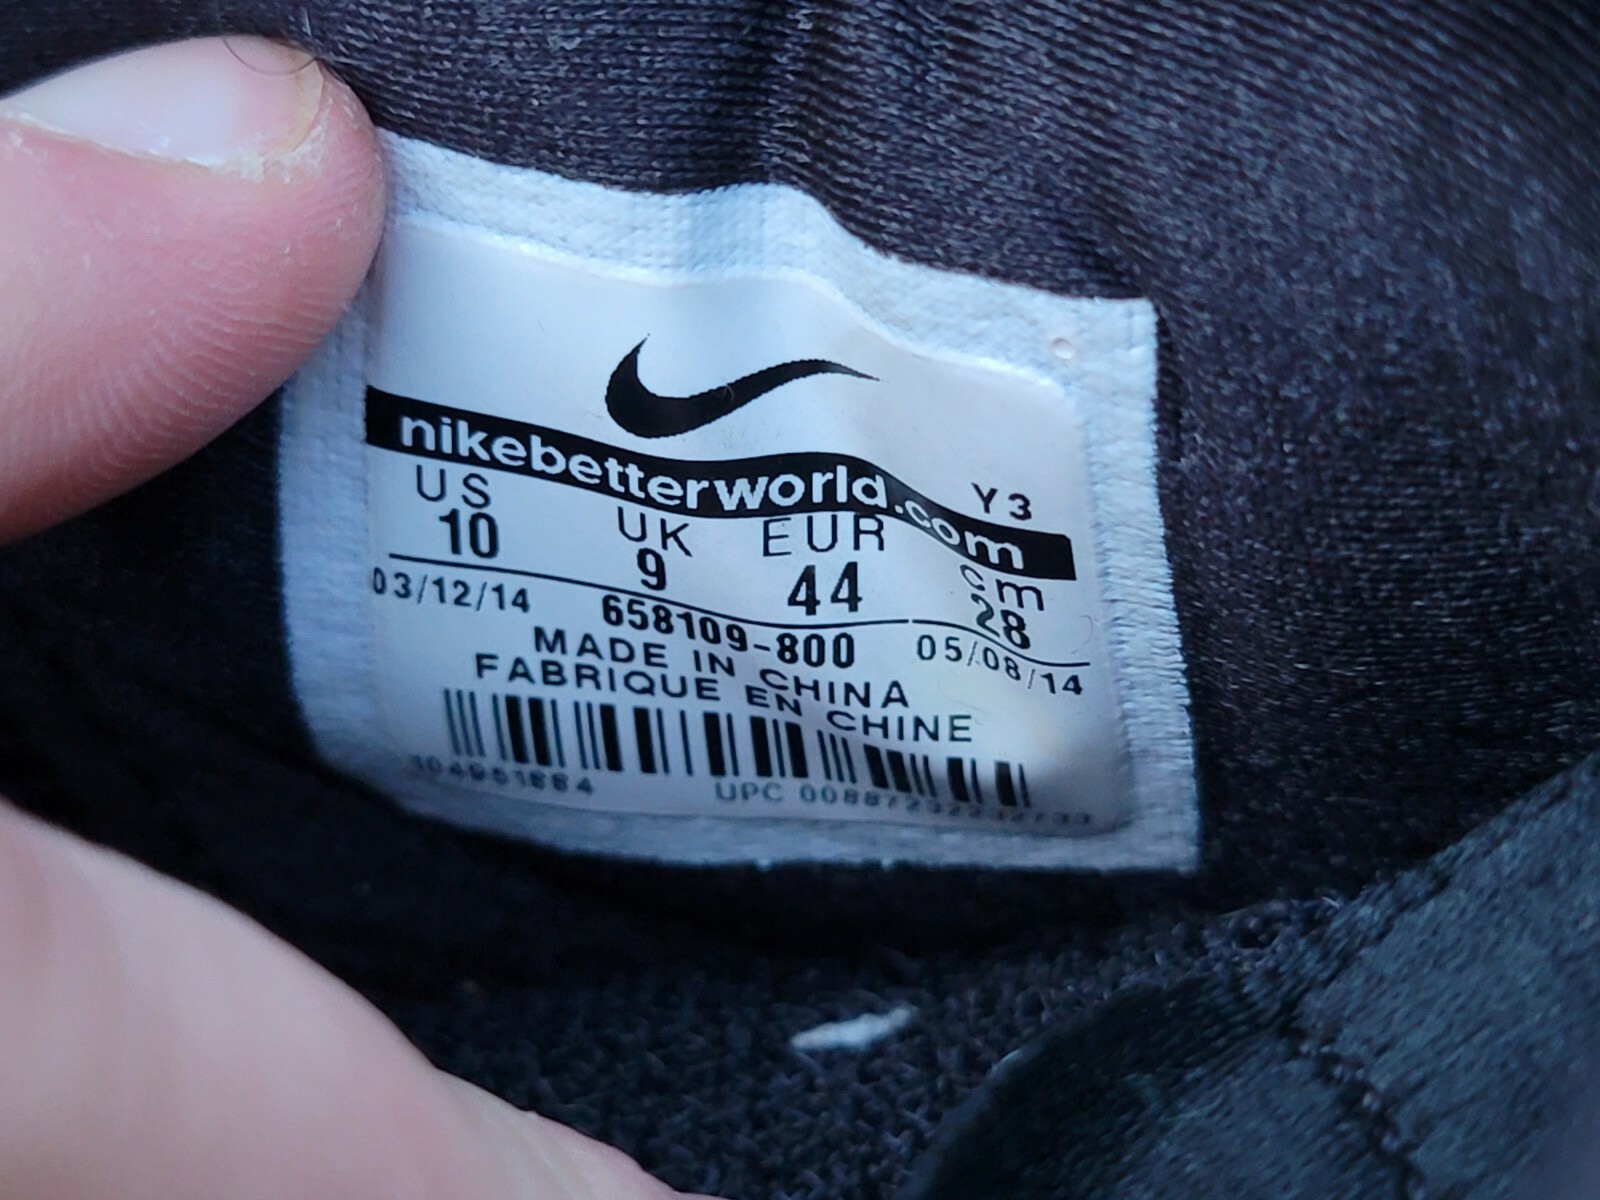 nikebetterworld.com
Y3
US UK EUR cm
10 9 44 28
03/12/14 658109-800 05/08/14
MADE IN CHINA
FABRIQUE EN CHINE
UPC